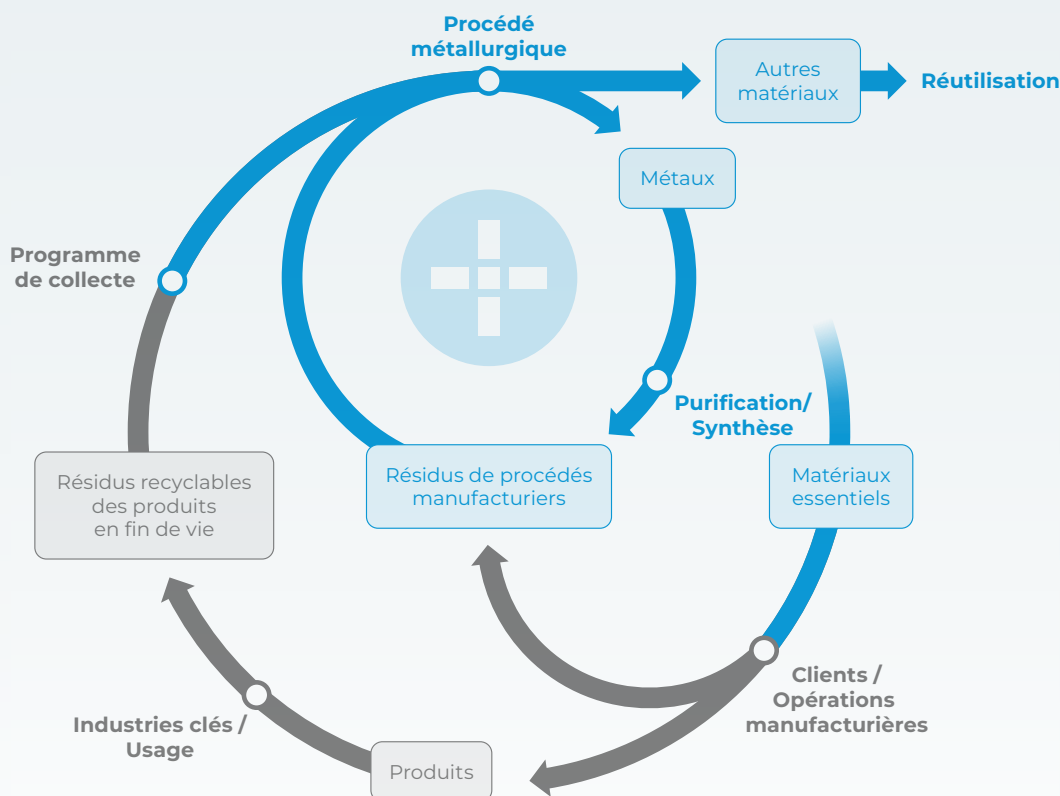 Procédé
métallurgique
Autres
matériaux
Réutilisation
Métaux
Programme
de collecte
Purification/
Synthèse
Résidus recyclables
des produits
en fin de vie
Résidus de procédés
manufacturiers
Matériaux
essentiels
Clients /
Opérations
manufacturières
Industries clés /
Usage
Produits